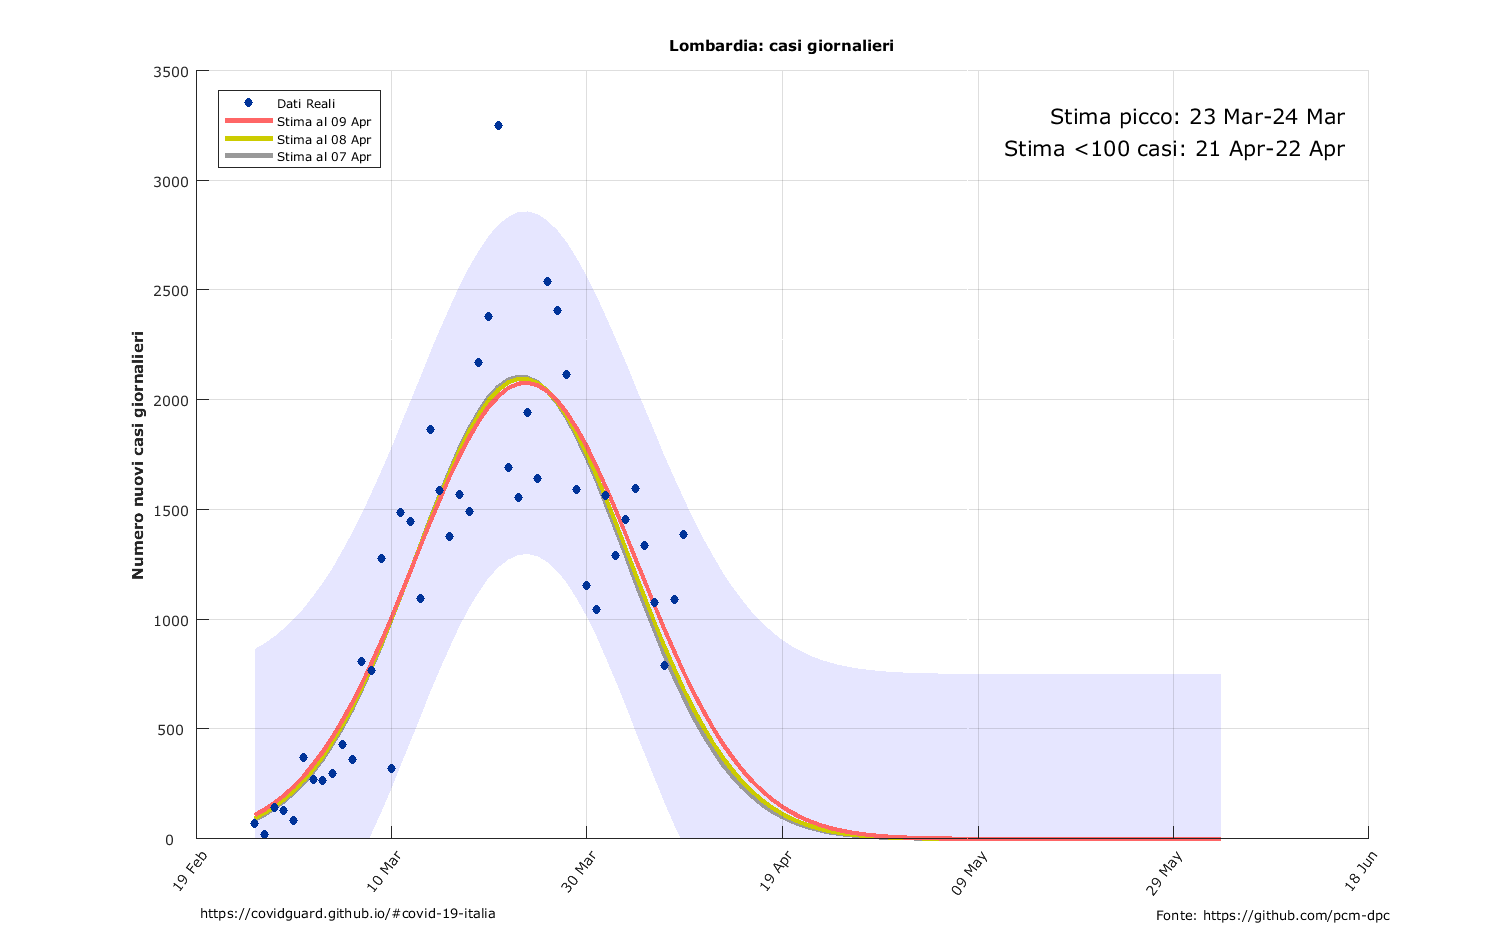 Lombardia: casi giornalieri
3500
3000
2500
2000
1500
1000
500
0
Numero nuovi casi giornalieri
Dati Reali
Stima al 09 Apr
Stima al 08 Apr
Stima al 07 Apr
Stima picco: 23 Mar-24 Mar
Stima <100 casi: 21 Apr-22 Apr
19 Feb
10 Mar
30 Mar
19 Apr
09 May
29 May
18 Jun
https://covidguard.github.io/#covid-19-italia
Fonte: https://github.com/pcm-dpc